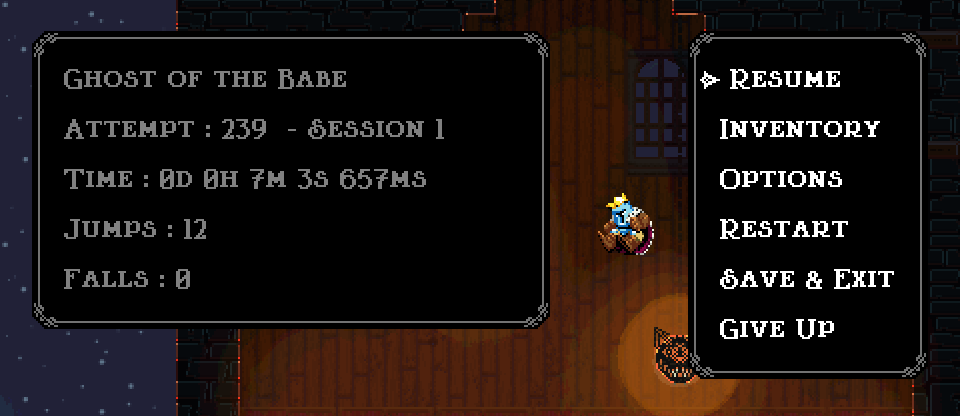 Ghost of the Babe
Attempt : 239 - Session 1
Time : 0d 0h 7m 3s 657ms
Jumps : 12
Falls : 0
Resume
Inventory
Options
Restart
Save & Exit
Give Up